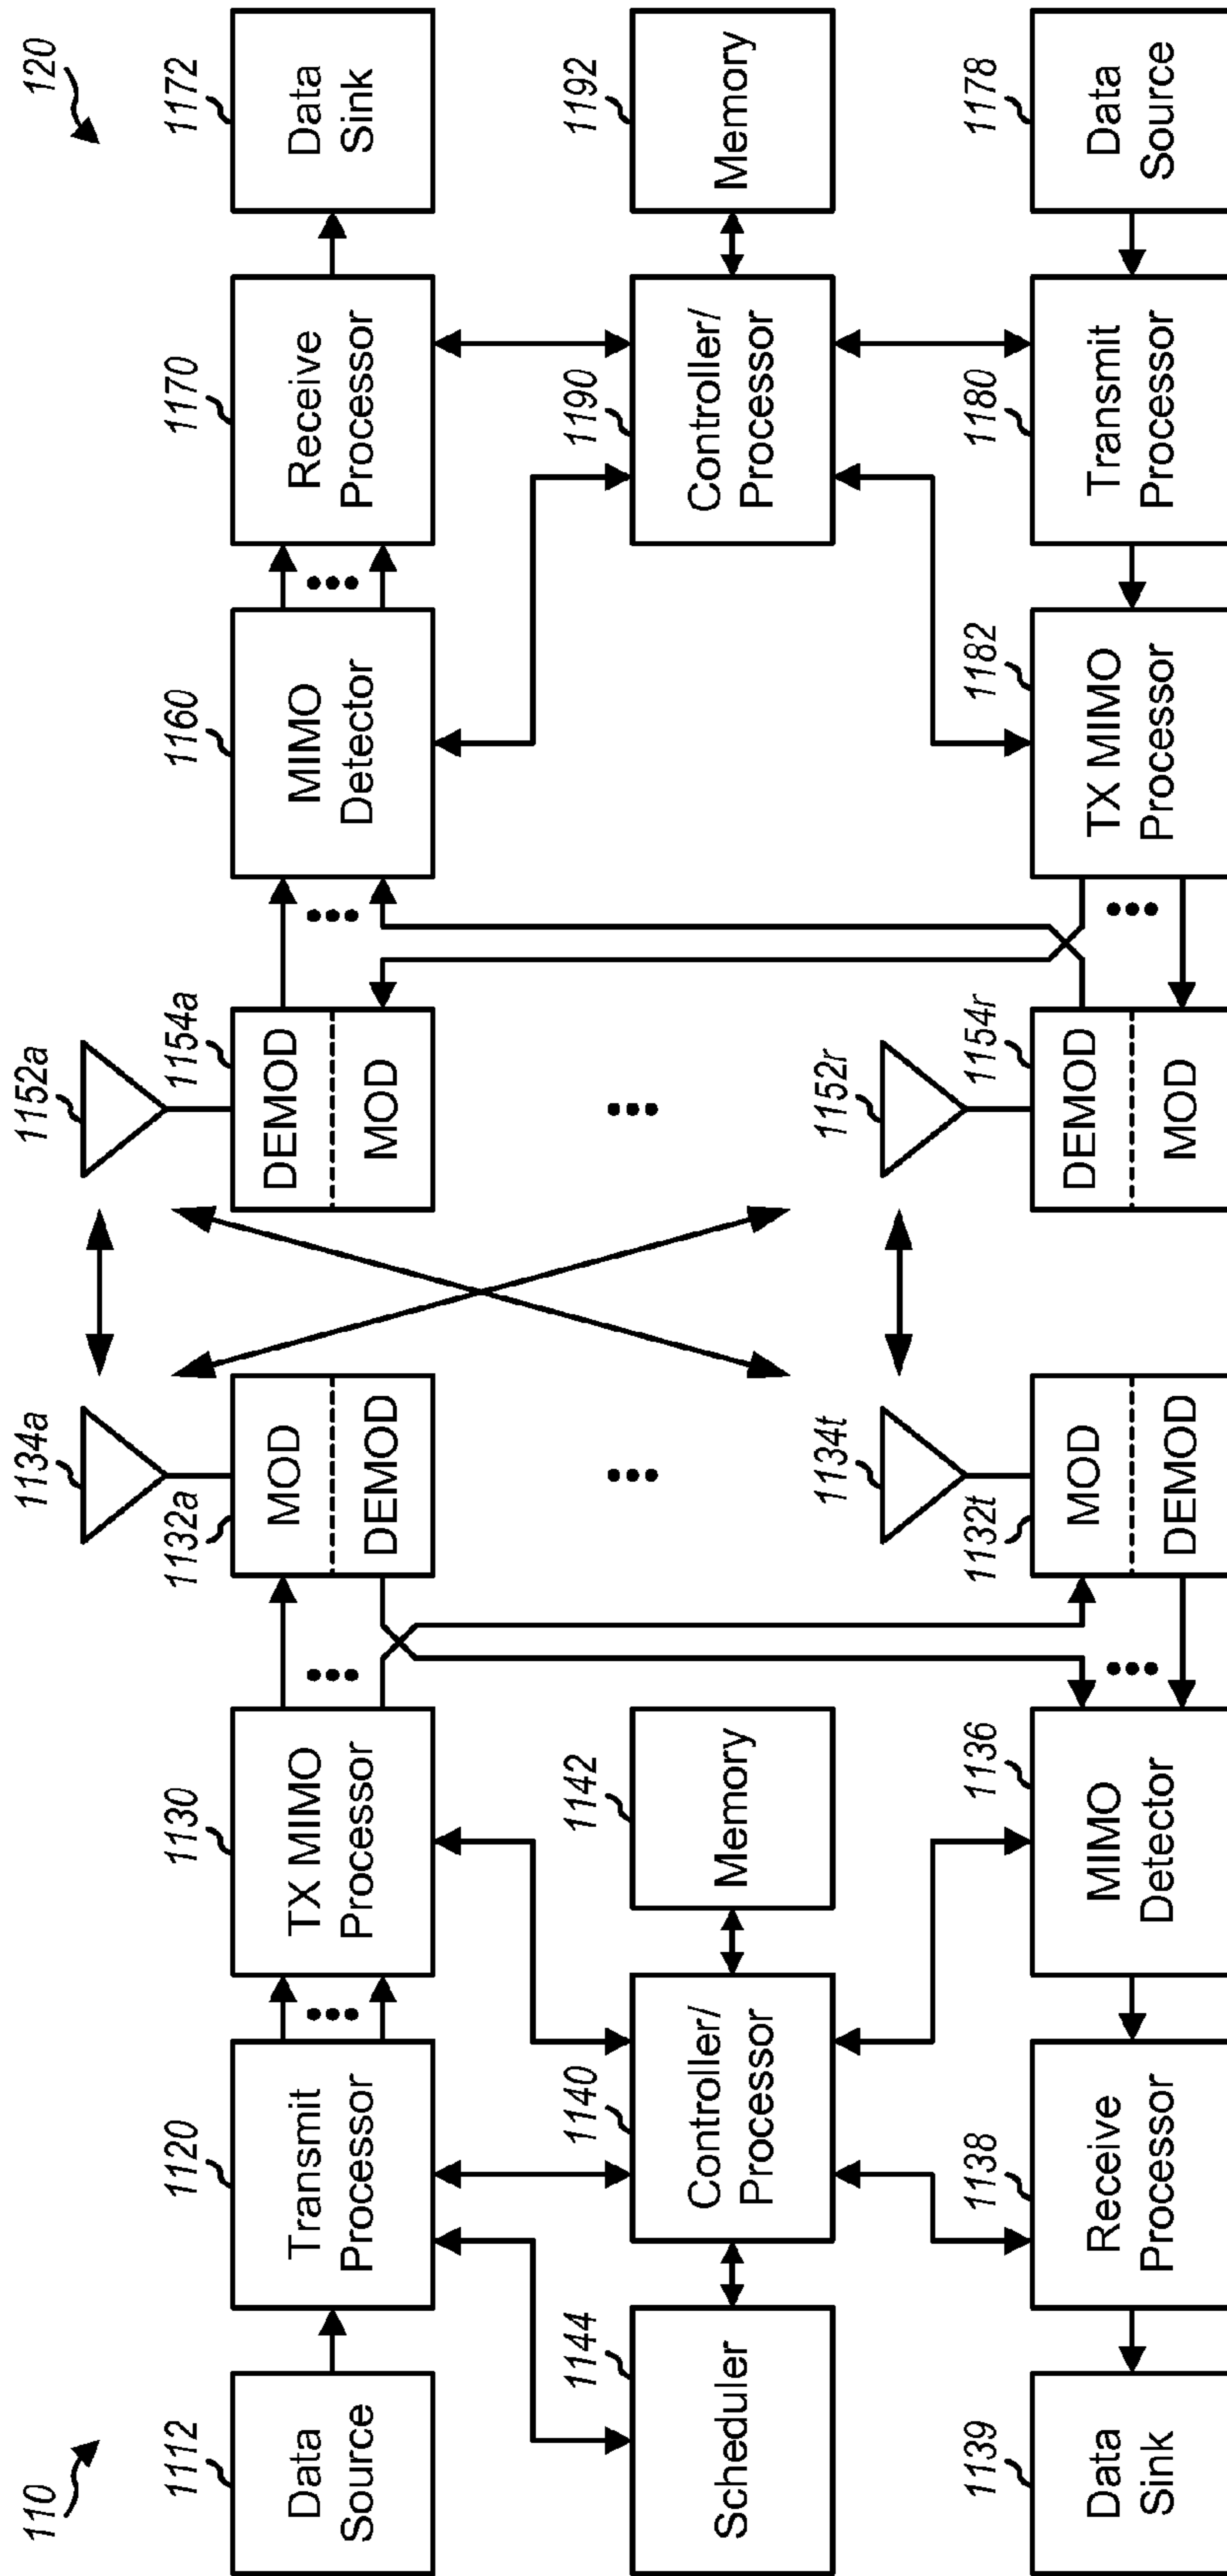 110
1112
Data
Source
1120
Transmit
Processor
1130
TX MIMO
Processor
1134a
1132a
MOD
DEMOD
1152a
1154a
DEMOD
MOD
1160
MIMO
Detector
1170
Receive
Processor
1172
Data
Sink
120
1144
Scheduler
1140
Controller/
Processor
1142
Memory
1190
Controller/
Processor
1192
Memory
1139
Data
Sink
1138
Receive
Processor
1136
MIMO
Detector
1134t
1132t
MOD
DEMOD
1152r
1154r
DEMOD
MOD
1182
TX MIMO
Processor
1180
Transmit
Processor
1178
Data
Source